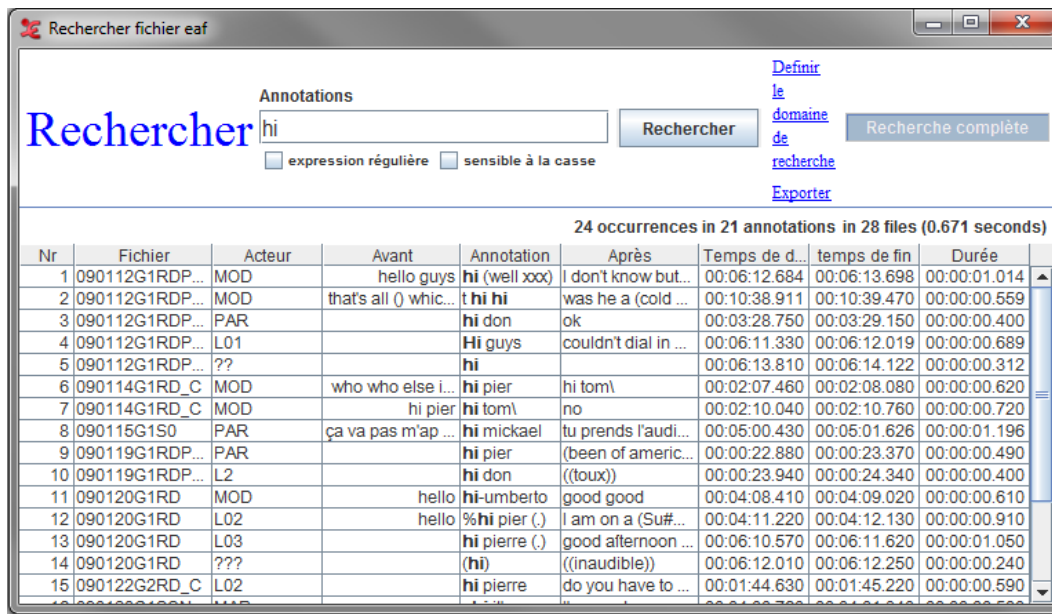 Rechercher fichier eaf
Definir
le
domaine
de
recherche
Exporter
Annotations
Rechercher hi Rechercher Recherche complète
expression régulière sensible à la casse
24 occurrences in 21 annotations in 28 files (0.671 seconds)
Nr Fichier Acteur Avant Annotation Après Temps de d... temps de fin Durée
1 090112G1RDP... MOD hello guys hi (well xxx) I don't know but... 00:06:12.684 00:06:13.698 00:00:01.014
2 090112G1RDP... MOD that's all () whic... t hi hi was he a (cold ... 00:10:38.911 00:10:39.470 00:00:00.559
3 090112G1RDP... PAR hi don ok 00:03:28.750 00:03:29.150 00:00:00.400
4 090112G1RDP... L01 Hi guys couldn't dial in ... 00:06:11.330 00:06:12.019 00:00:00.689
5 090112G1RDP... ?? hi 00:06:13.810 00:06:14.122 00:00:00.312
6 090114G1RD_C MOD who who else i... hi pier hi tom\ 00:02:07.460 00:02:08.080 00:00:00.620
7 090114G1RD_C MOD hi pier hi tom\ no 00:02:10.040 00:02:10.760 00:00:00.720
8 090115G1S0 PAR ça va pas m'ap ... hi mickael tu prends l'audi... 00:05:00.430 00:05:01.626 00:00:01.196
9 090119G1RDP... PAR hi pier (been of americ... 00:00:22.880 00:00:23.370 00:00:00.490
10 090119G1RDP... L2 hi don ((toux)) 00:00:23.940 00:00:24.340 00:00:00.400
11 090120G1RD MOD hello hi-umberto good good 00:04:08.410 00:04:09.020 00:00:00.610
12 090120G1RD L02 hello %hi pier (.) I am on a (Su#... 00:04:11.220 00:04:12.130 00:00:00.910
13 090120G1RD L03 hi pierre (.) good afternoon ... 00:06:10.570 00:06:11.620 00:00:01.050
14 090120G1RD ??? (hi) ((inaudible)) 00:06:12.010 00:06:12.250 00:00:00.240
15 090122G2RD_C L02 hi pierre do you have to ... 00:01:44.630 00:01:45.220 00:00:00.590